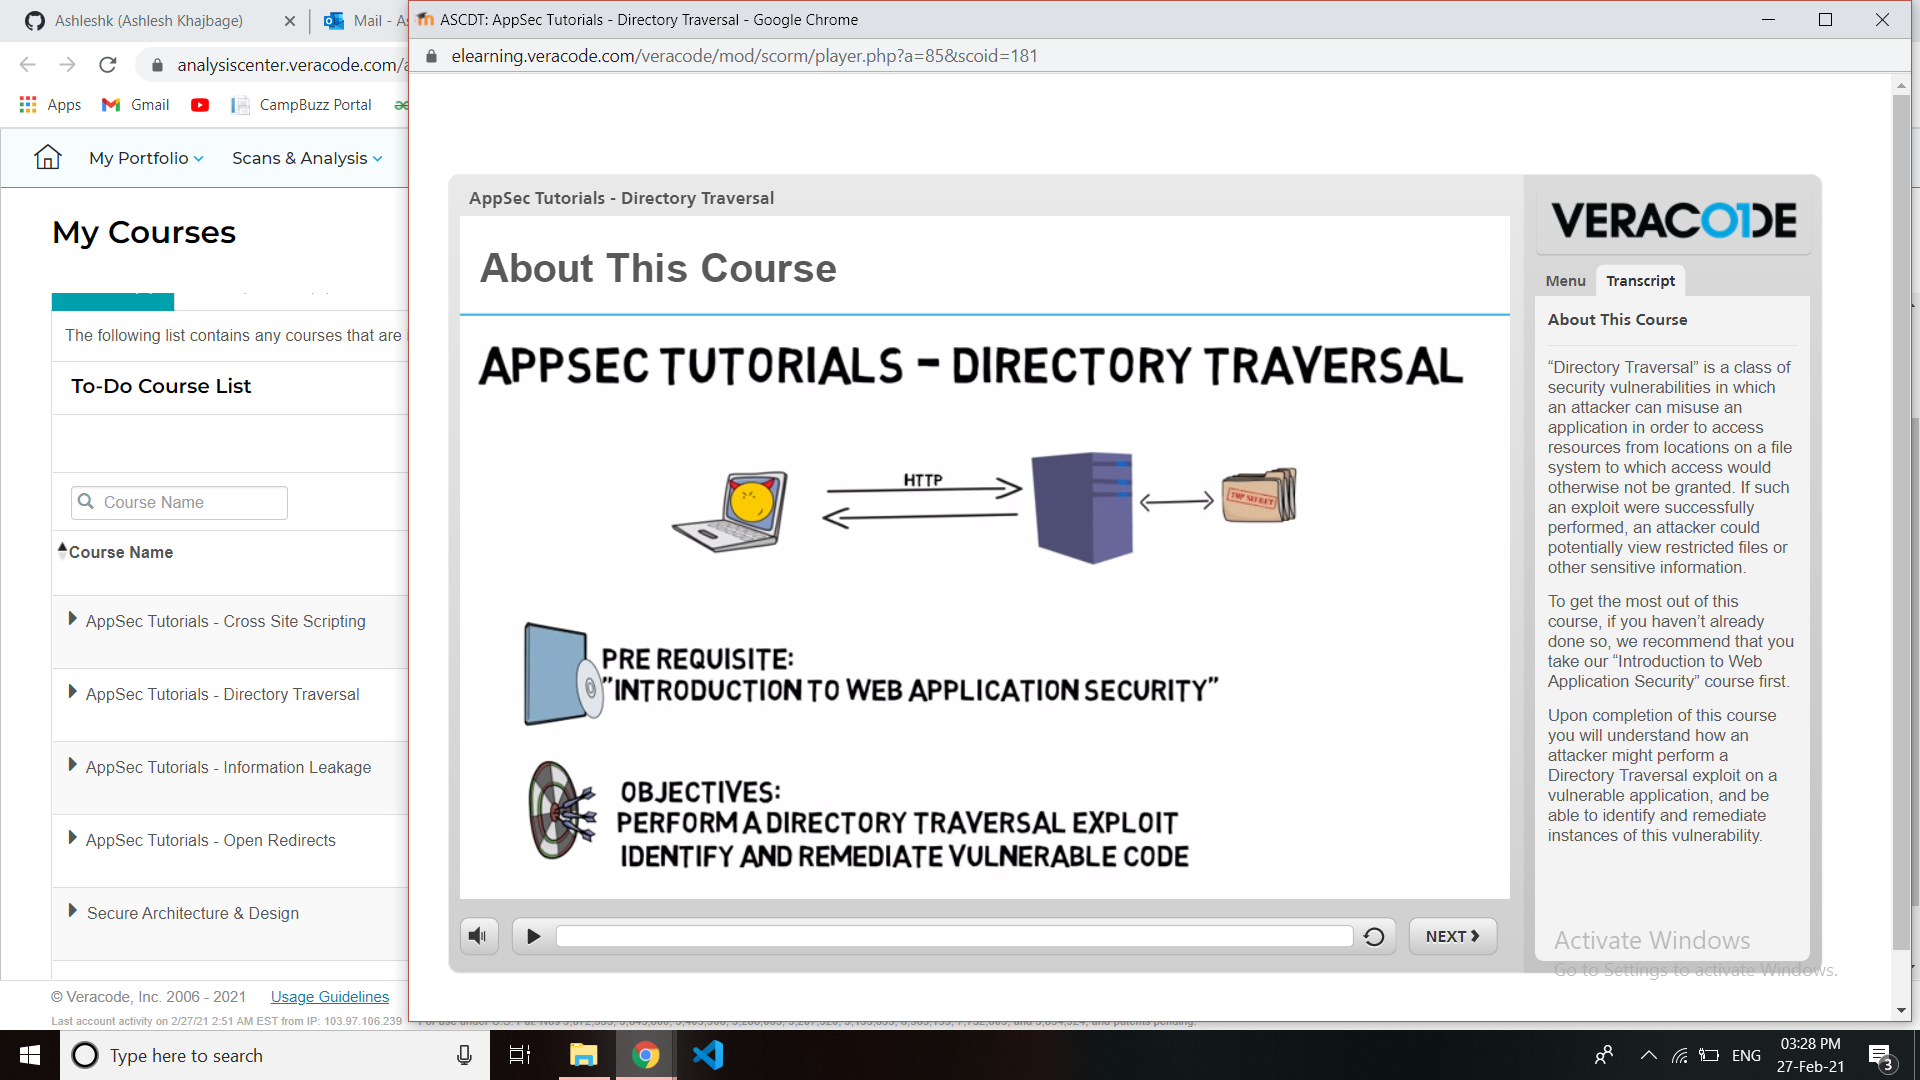 Ashleshk (Ashlesh Khajbage)
Mail - As
ASCDT: AppSec Tutorials - Directory Traversal - Google Chrome
analysiscenter.veracode.com/a
elearning.veracode.com/veracode/mod/scorm/player.php?a=85&scoid=181
Apps
Gmail
CampBuzz Portal
My Portfolio
Scans & Analysis
My Courses
The following list contains any courses that are
To-Do Course List
Course Name
Course Name
AppSec Tutorials - Cross Site Scripting
AppSec Tutorials - Directory Traversal
AppSec Tutorials - Information Leakage
AppSec Tutorials - Open Redirects
Secure Architecture & Design
© Veracode, Inc. 2006 - 2021 Usage Guidelines
Last account activity on 2/27/21 2:51 AM EST from IP: 103.97.106.239
AppSec Tutorials - Directory Traversal
About This Course
APPSEC TUTORIALS - DIRECTORY TRAVERSAL
HTTP
TOP SECRET
PRE REQUISITE:
"INTRODUCTION TO WEB APPLICATION SECURITY"
OBJECTIVES:
PERFORM A DIRECTORY TRAVERSAL EXPLOIT
IDENTIFY AND REMEDIATE VULNERABLE CODE
NEXT
VERACODE
Menu
Transcript
About This Course
“Directory Traversal” is a class of
security vulnerabilities in which
an attacker can misuse an
application in order to access
resources from locations on a file
system to which access would
otherwise not be granted. If such
an exploit were successfully
performed, an attacker could
potentially view restricted files or
other sensitive information.
To get the most out of this
course, if you haven’t already
done so, we recommend that you
take our “Introduction to Web
Application Security” course first.
Upon completion of this course
you will understand how an
attacker might perform a
Directory Traversal exploit on a
vulnerable application, and be
able to identify and remediate
instances of this vulnerability.
Activate Windows
Go to Settings to activate Windows.
Type here to search
ENG
03:28 PM
27-Feb-21
3